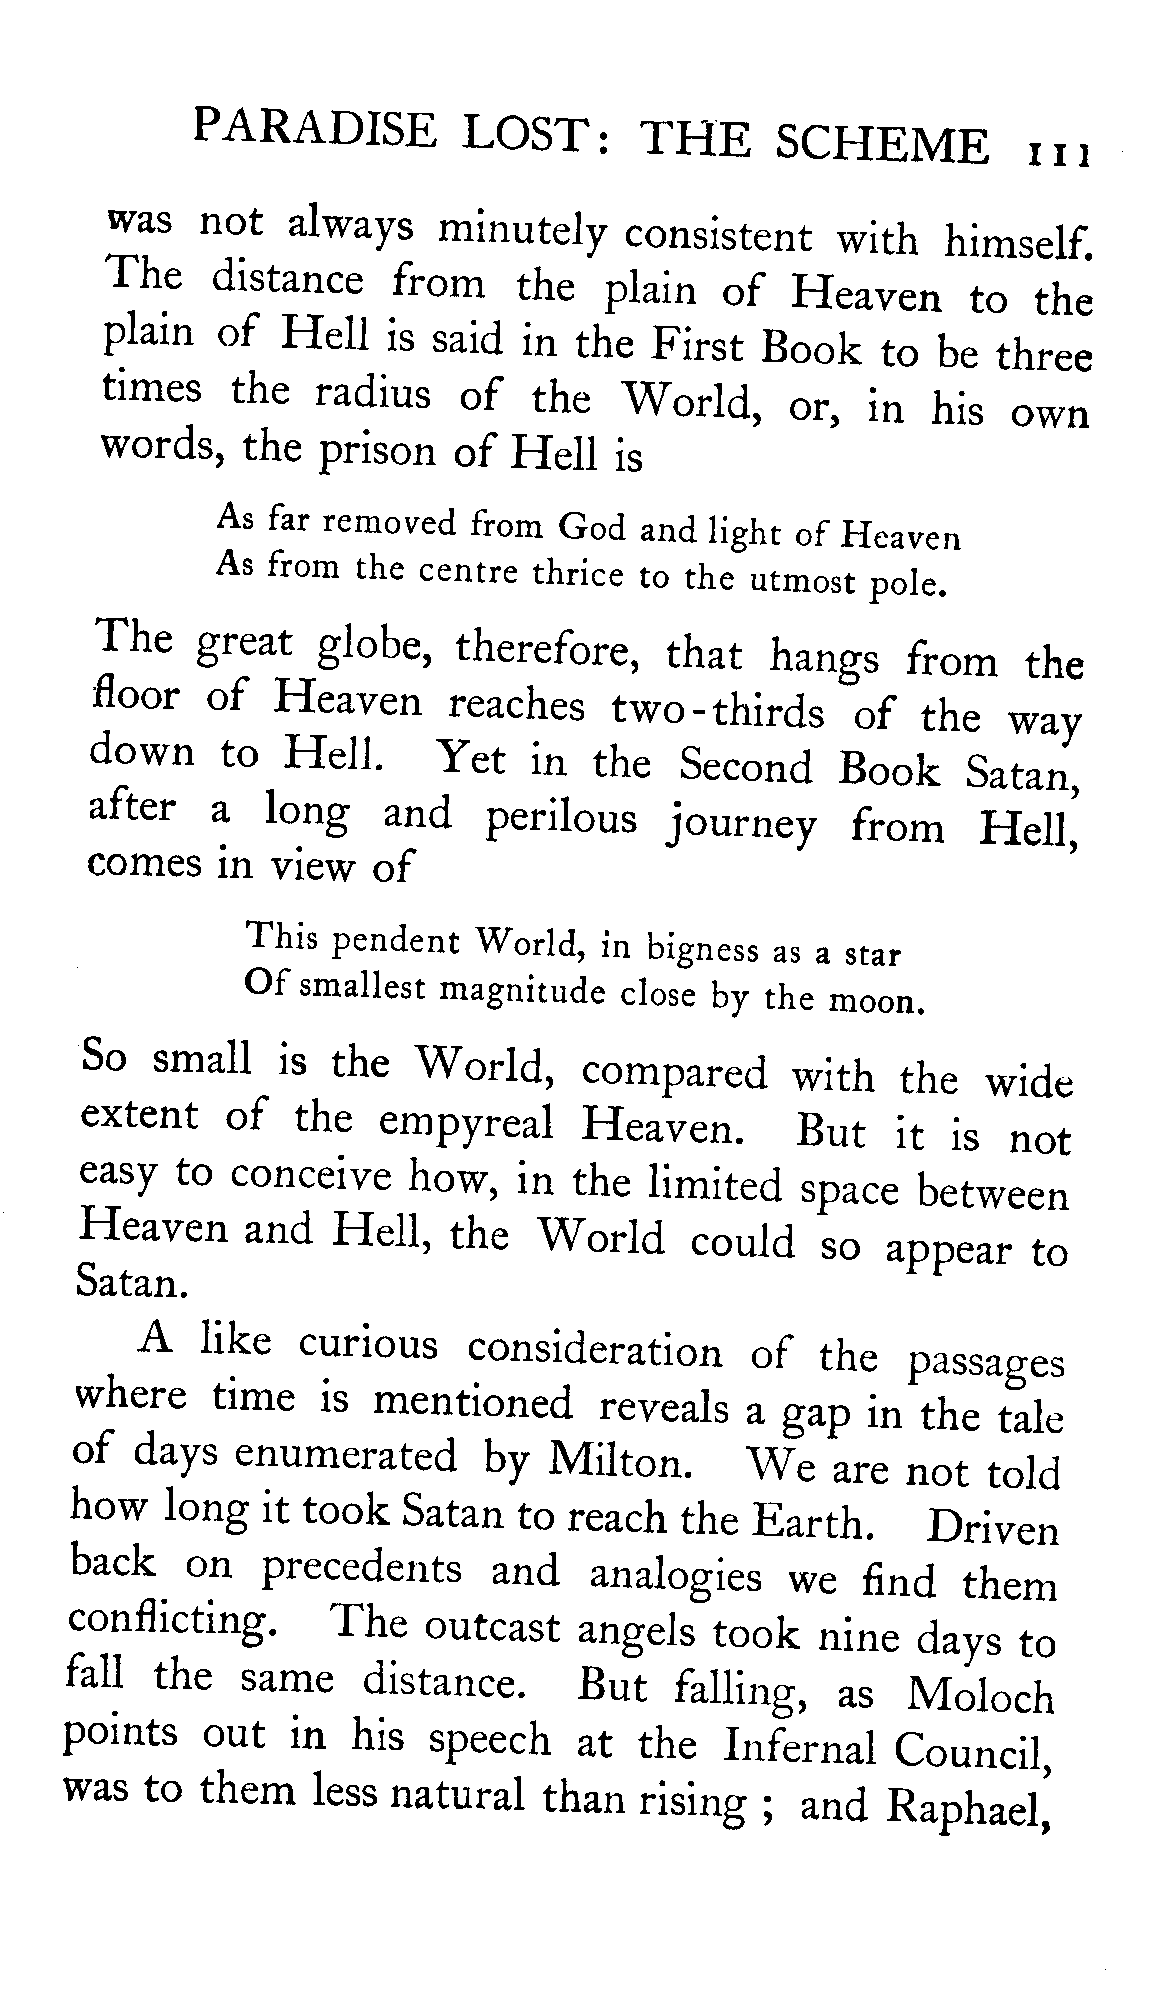 PARADISE LOST: THE SCHEME 111
was not always minutely consistent with himself.
The distance from the plain of Heaven to the
plain of Hell is said in the First Book to be three
times the radius of the World, or, in his own
words, the prison of Hell is
As far removed from God and light of Heaven
As from the centre thrice to the utmost pole.
The great globe, therefore, that hangs from the
floor of Heaven reaches two-thirds of the way
down to Hell. Yet in the Second Book Satan,
after a long and perilous journey from Hell,
comes in view of
This pendent World, in bigness as a star
Of smallest magnitude close by the moon.
So small is the World, compared with the wide
extent of the empyreal Heaven. But it is not
easy to conceive how, in the limited space between
Heaven and Hell, the World could so appear to
Satan.
A like curious consideration of the passages
where time is mentioned reveals a gap in the tale
of days enumerated by Milton. We are not told
how long it took Satan to reach the Earth. Driven
back on precedents and analogies we find them
conflicting. The outcast angels took nine days to
fall the same distance. But falling, as Moloch
points out in his speech at the Infernal Council,
was to them less natural than rising ; and Raphael,